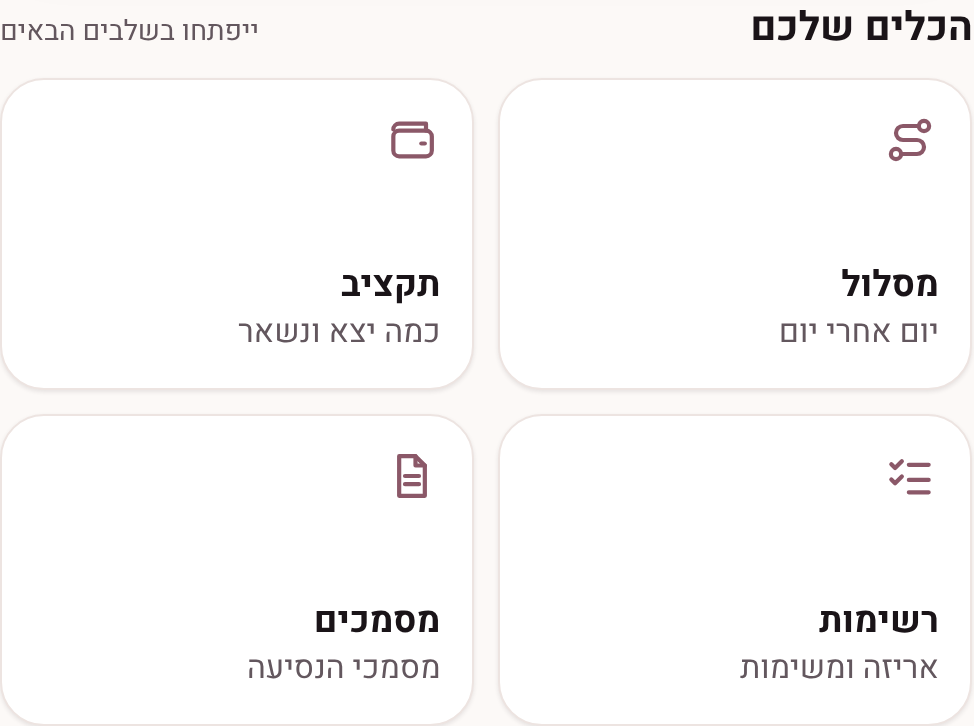 הכלים שלכם
ייפתחו בשלבים הבאים
מסלול
יום אחרי יום
תקציב
כמה יצא ונשאר
רשימות
אריזה ומשימות
מסמכים
מסמכי הנסיעה